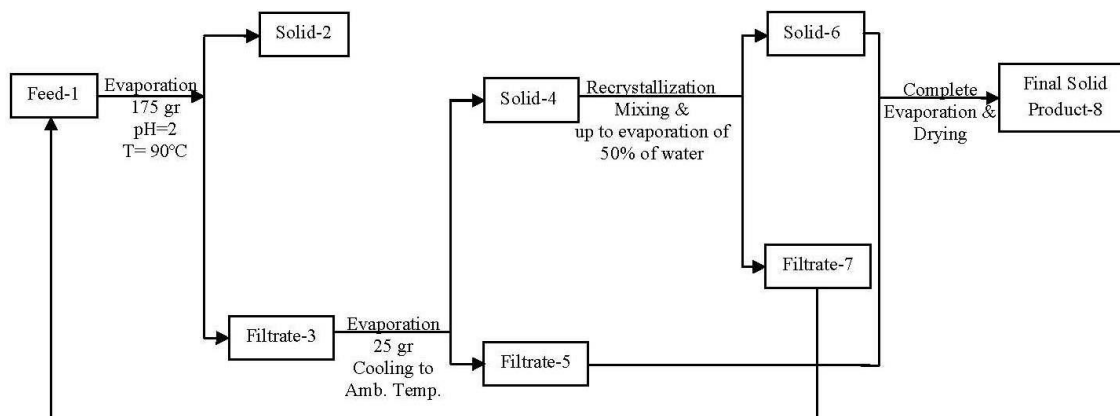 Feed-1
Evaporation
175 gr
pH=2
T= 90°C
Solid-2
Filtrate-3
Evaporation
25 gr
Cooling to
Amb. Temp.
Solid-4
Filtrate-5
Recrystallization
Mixing &
up to evaporation of
50% of water
Solid-6
Filtrate-7
Complete
Evaporation &
Drying
Final Solid
Product-8